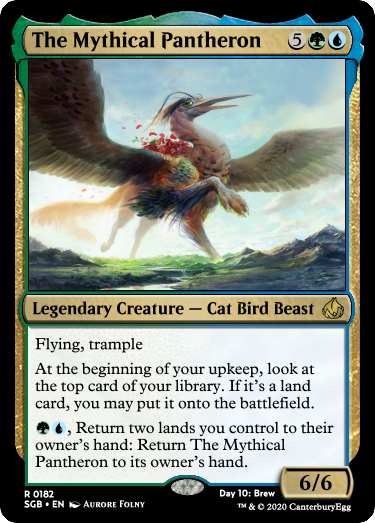 The Mythical Pantheron 5
Legendary Creature — Cat Bird Beast
Flying, trample
At the beginning of your upkeep, look at
the top card of your library. If it's a land
card, you may put it onto the battlefield.
, Return two lands you control to their
owner's hand: Return The Mythical
Pantheron to its owner's hand.
6/6
R 0182 Day 10: Brew
SGB • EN AURORE FOLNY ™ & © 2020 CanterburyEgg